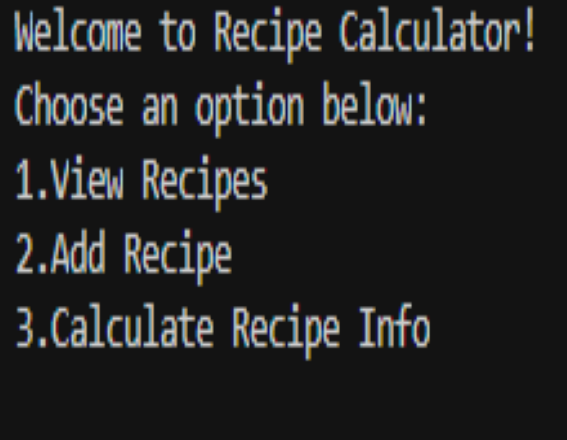 Welcome to Recipe Calculator!
Choose an option below:
1.View Recipes
2.Add Recipe
3.Calculate Recipe Info